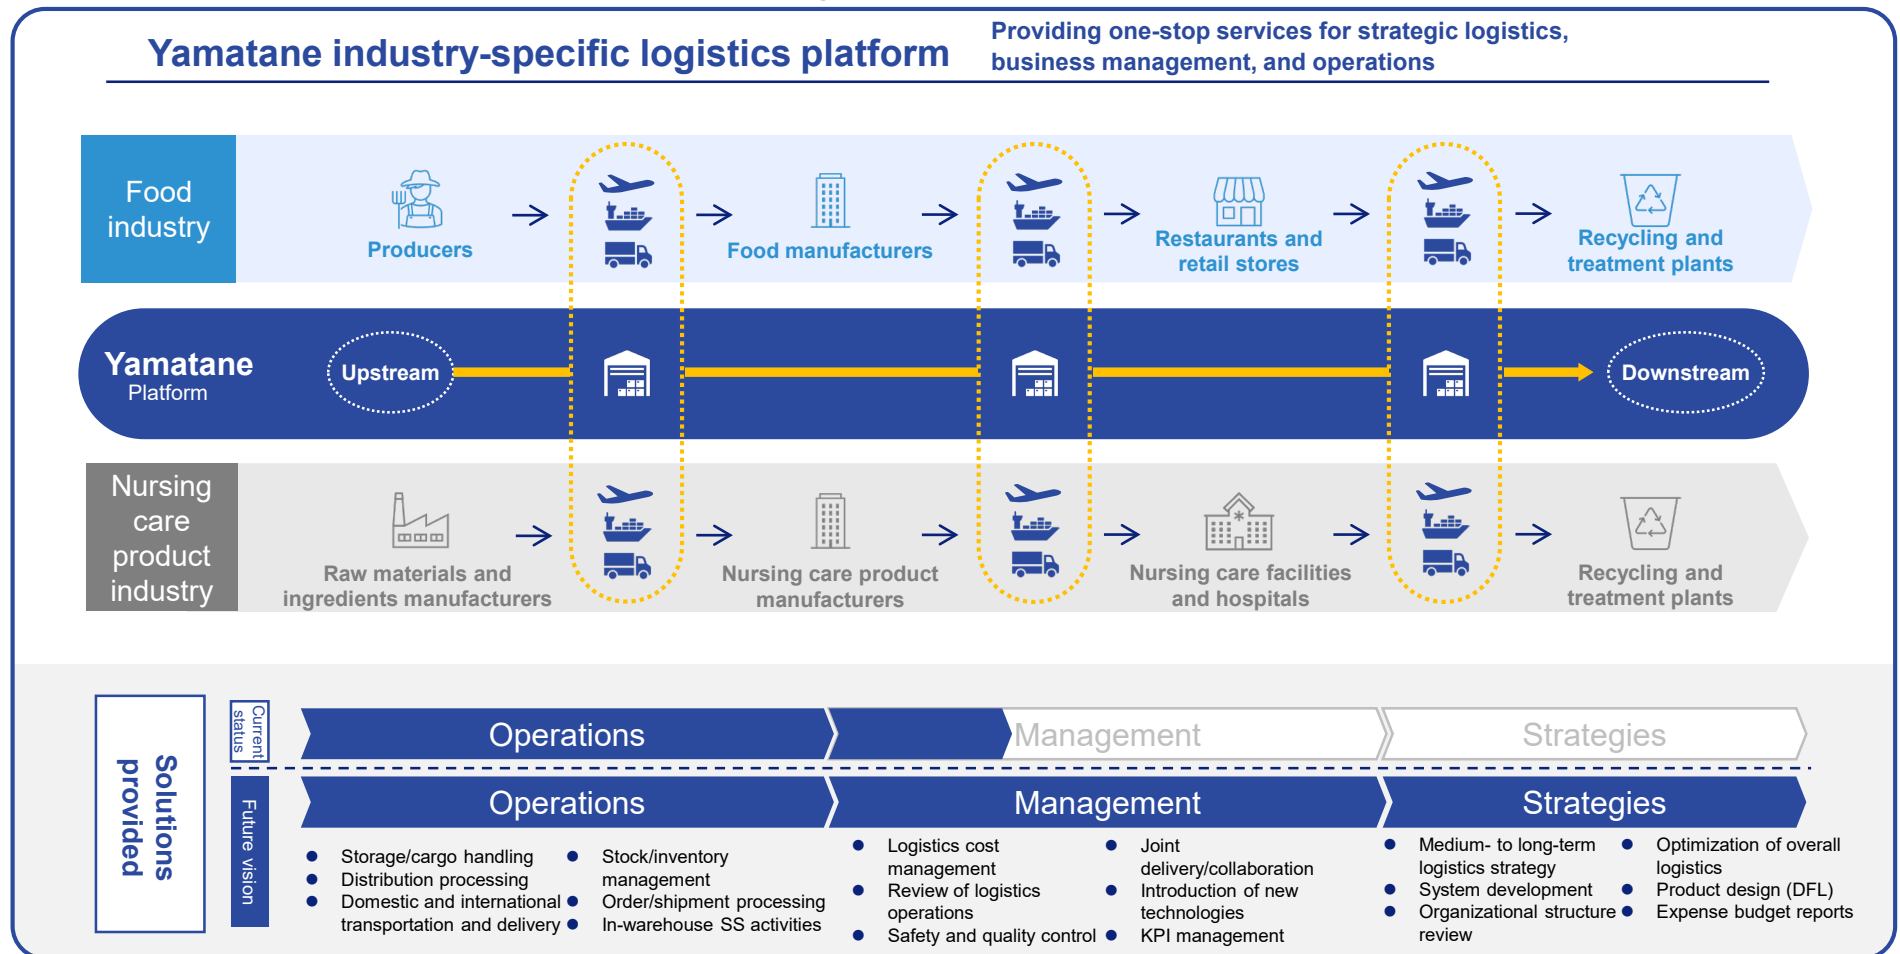 Yamatane industry-specific logistics platform
Providing one-stop services for strategic logistics,
business management, and operations
Food
industry
Producers
Food manufacturers
Restaurants and
retail stores
Recycling and
treatment plants
Yamatane
Platform
Upstream
Downstream
Nursing
care
product
industry
Raw materials and
ingredients manufacturers
Nursing care product
manufacturers
Nursing care facilities
and hospitals
Recycling and
treatment plants
Solutions
provided
Current
status
Operations
Management
Strategies
Future vision
Operations
Management
Strategies
● Storage/cargo handling
● Distribution processing
● Domestic and international
transportation and delivery
● Stock/inventory
management
● Order/shipment processing
● In-warehouse SS activities
● Logistics cost
management
● Review of logistics
operations
● Safety and quality control
● Joint
delivery/collaboration
● Introduction of new
technologies
● KPI management
● Medium- to long-term
logistics strategy
● System development
● Organizational structure
review
● Optimization of overall
logistics
● Product design (DFL)
● Expense budget reports